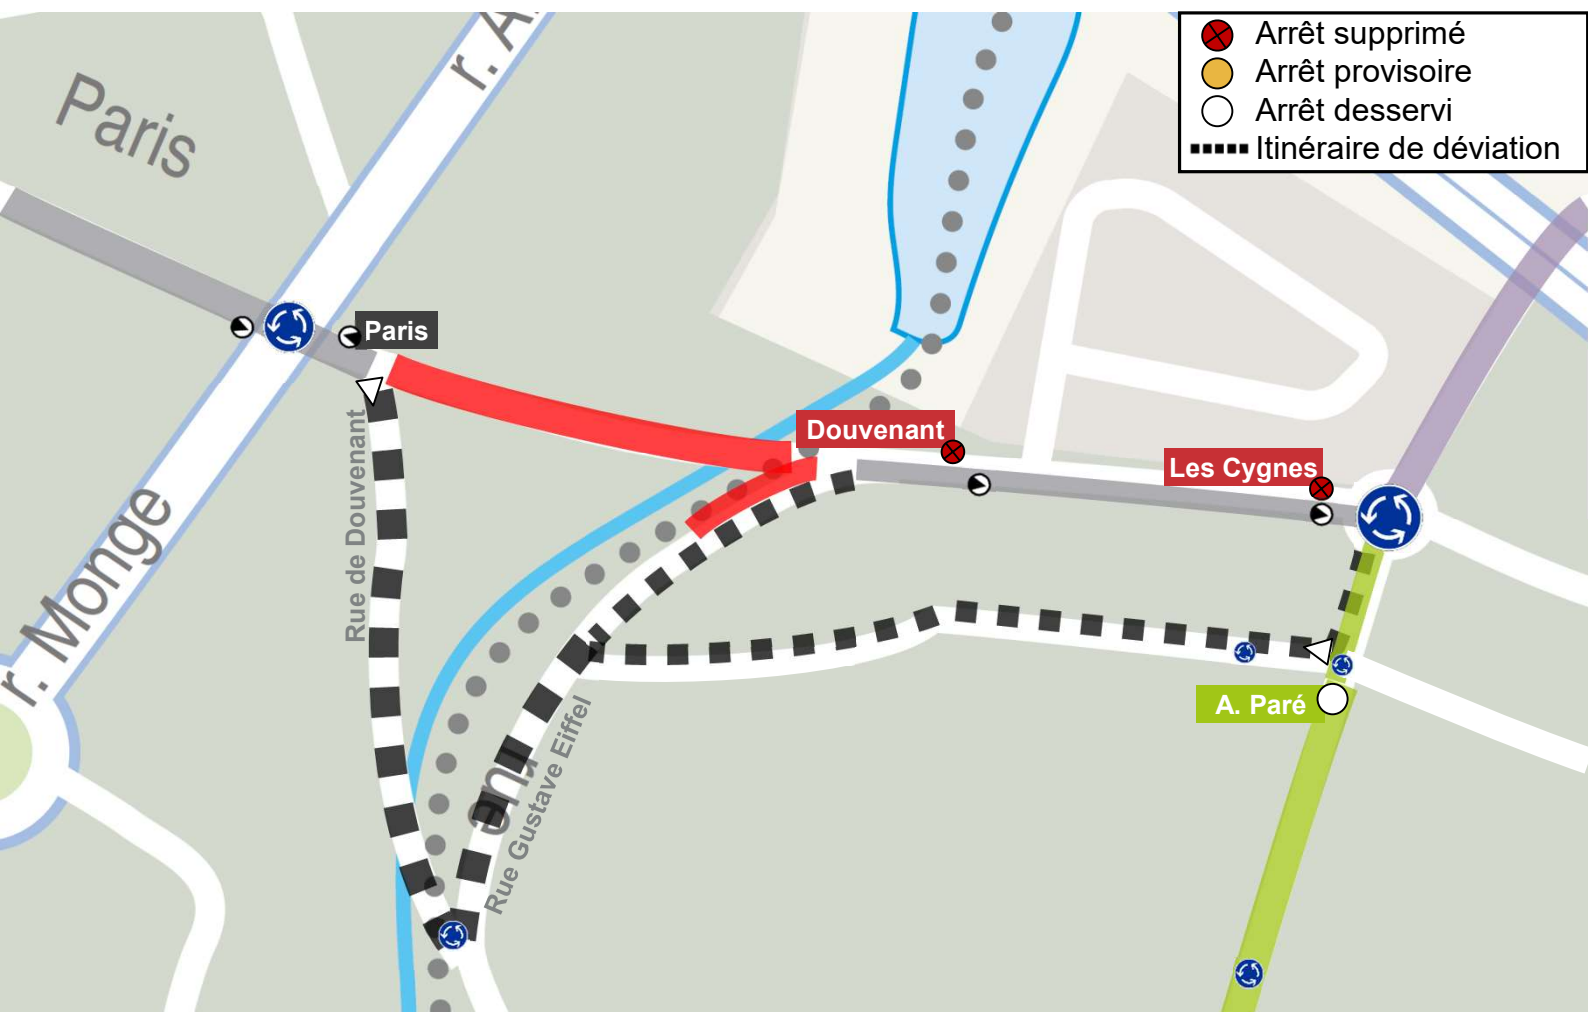 r. A
Arrêt supprimé
Arrêt provisoire
Arrêt desservi
Itinéraire de déviation
Paris
Paris
Douvenant
Les Cygnes
Rue de Douvenant
r. Monge
A. Paré
rue
Rue Gustave Eiffel